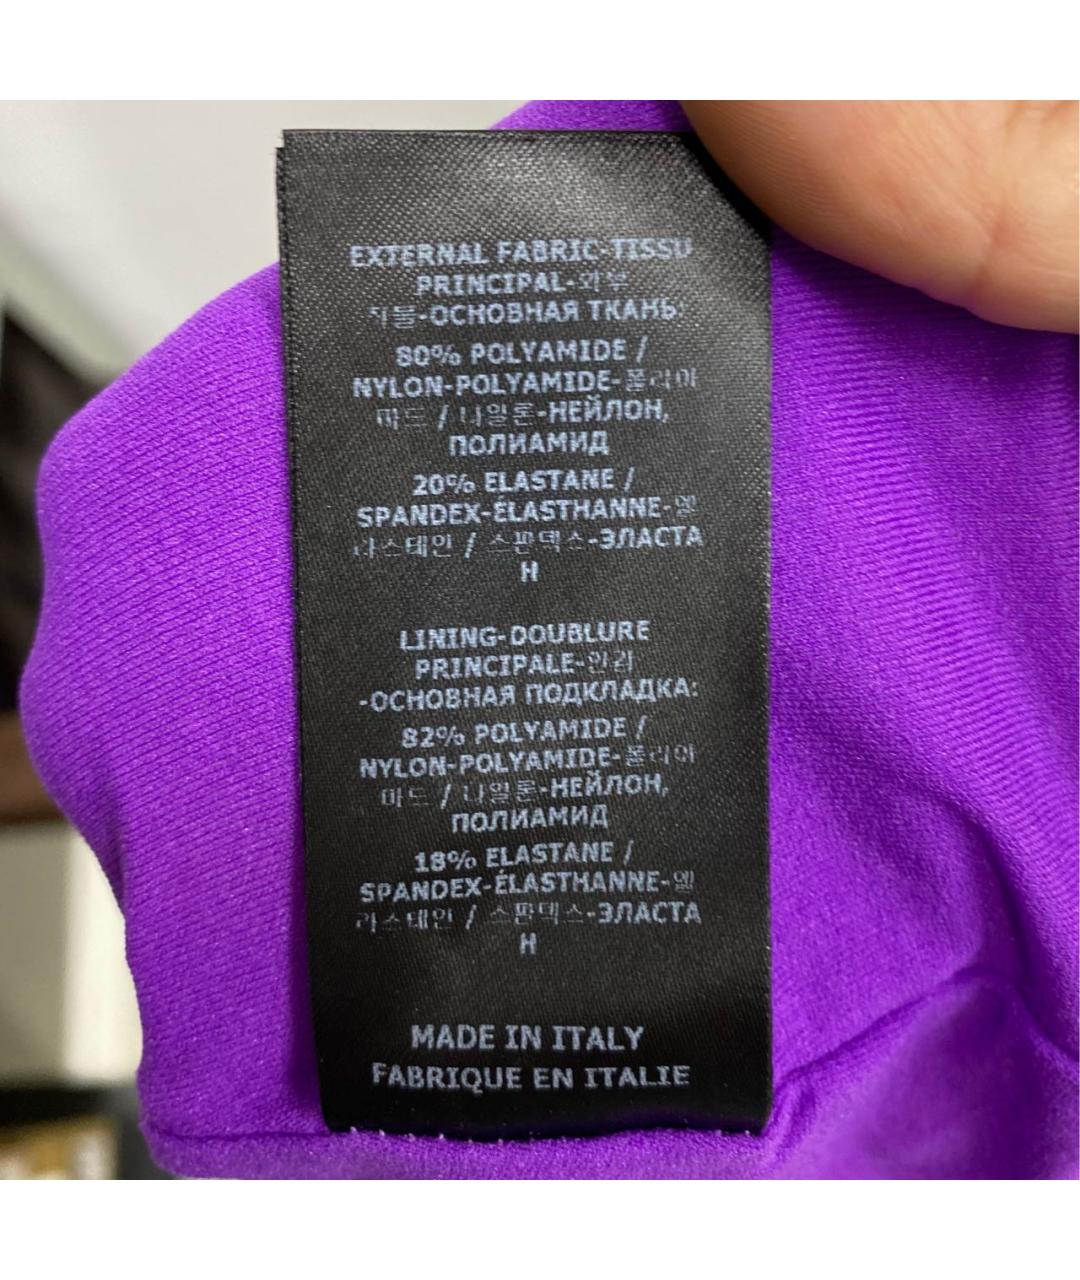 EXTERNAL FABRIC-TISSU
PRINCIPAL-외부
직물-ОСНОВНАЯ ТКАНЬ:
80% POLYAMIDE /
NYLON-POLYAMIDE-폴리아
마드 / 나일론-НЕЙЛОН,
ПОЛИАМИД
20% ELASTANE /
SPANDEX-ÉLASTHANNE-엘
라스테인 / 스판덱스-ЭЛАСТА
Н
LINING-DOUBLURE
PRINCIPALE-안감
-ОСНОВНАЯ ПОДКЛАДКА:
82% POLYAMIDE /
NYLON-POLYAMIDE-폴리아
마드 / 나일론-НЕЙЛОН,
ПОЛИАМИД
18% ELASTANE /
SPANDEX-ÉLASTHANNE-엘
라스테인 / 스판덱스-ЭЛАСТА
Н
MADE IN ITALY
FABRIQUE EN ITALIE